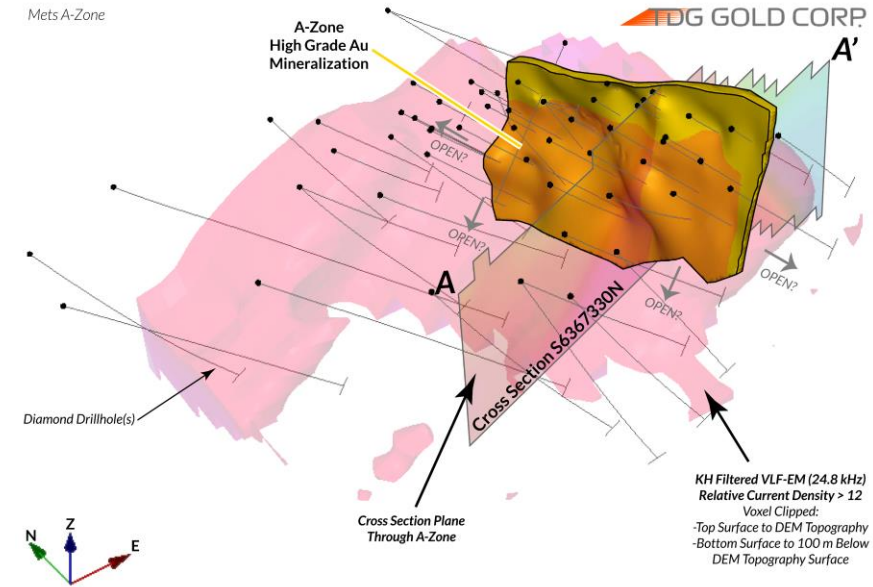 Mets A-Zone
TDG GOLD CORP.
A-Zone
High Grade Au
Mineralization
A'
OPEN?
OPEN?
A
OPEN?
OPEN?
Cross Section S6367330N
Diamond Drillhole(s)
Cross Section Plane
Through A-Zone
KH Filtered VLF-EM (24.8 kHz)
Relative Current Density > 12
Voxel Clipped:
-Top Surface to DEM Topography
-Bottom Surface to 100 m Below
DEM Topography Surface
N
Z
E